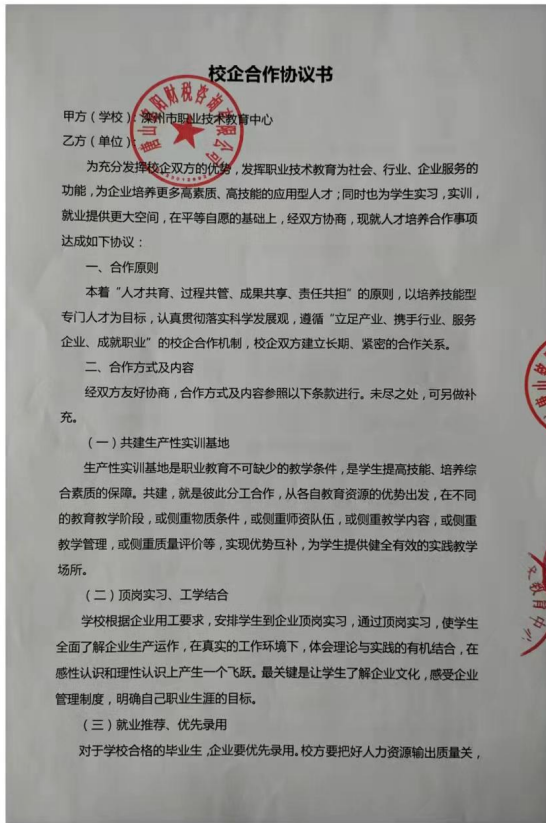 校企合作协议书
甲方（学校）：滦州市职业技术教育中心
乙方（单位）：
为充分发挥校企双方的优势，发挥职业技术教育为社会、行业、企业服务的
功能，为企业培养更多高素质、高技能的应用型人才；同时也为学生实习，实训，
就业提供更大空间，在平等自愿的基础上，经双方协商，现就人才培养合作事项
达成如下协议：
一、合作原则
本着“人才共育、过程共管、成果共享、责任共担”的原则，以培养技能型
专门人才为目标，认真贯彻落实科学发展观，遵循“立足产业、携手行业、服务
企业、成就职业”的校企合作机制，校企双方建立长期、紧密的合作关系。
二、合作方式及内容
经双方友好协商，合作方式及内容参照以下条款进行。未尽之处，可另做补
充。
（一）共建生产性实训基地
生产性实训基地是职业教育不可缺少的教学条件，是学生提高技能、培养综
合素质的保障。共建，就是彼此分工合作，从各自教育资源的优势出发，在不同
的教育教学阶段，或侧重物质条件，或侧重师资队伍，或侧重教学内容，或侧重
教学管理，或侧重质量评价等，实现优势互补，为学生提供健全有效的实践教学
场所。
（二）顶岗实习、工学结合
学校根据企业用工要求，安排学生到企业顶岗实习，通过顶岗实习，使学生
全面了解企业生产运作，在真实的工作环境下，体会理论与实践的有机结合，在
感性认识和理性认识上产生一个飞跃。最关键是让学生了解企业文化，感受企业
管理制度，明确自己职业生涯的目标。
（三）就业推荐、优先录用
对于学校合格的毕业生，企业要优先录用。校方要把好人力资源输出质量关，